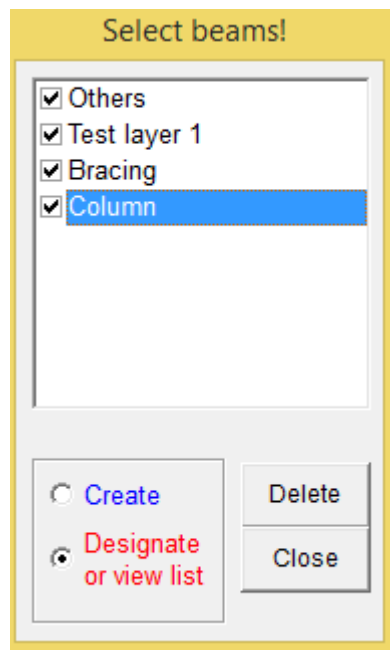 Select beams!
Others
Test layer 1
Bracing
Column
Create
Designate
or view list
Delete
Close